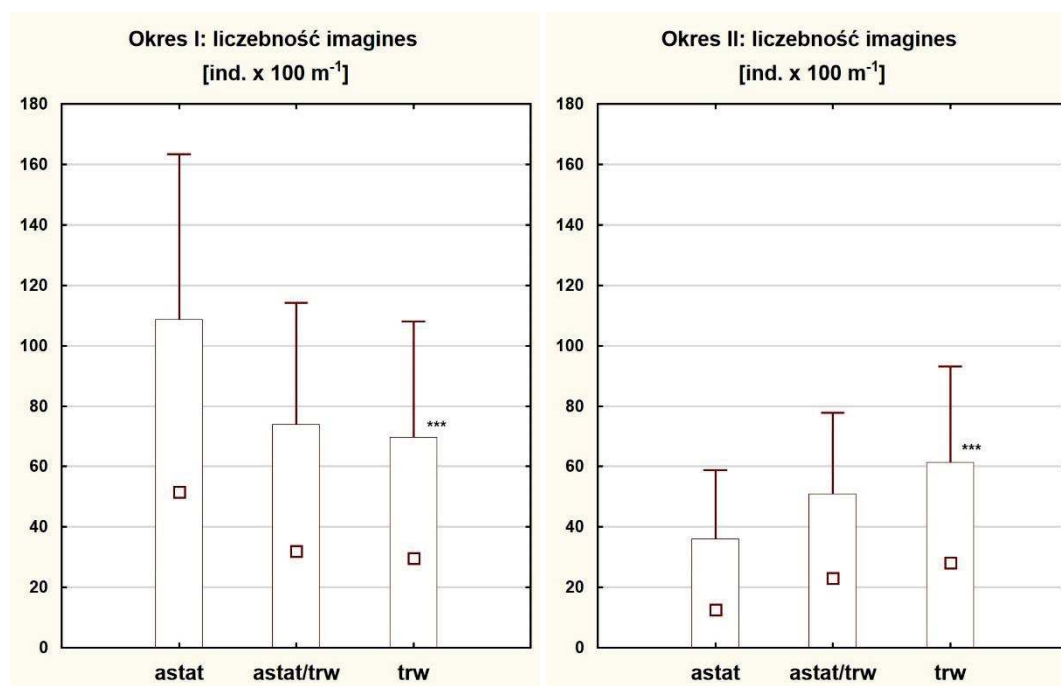 Okres I: liczebność imagines
[ind. x 100 m-1]
180
160
140
120
100
80
60
40
20
0
***
astat
astat/trw
trw
Okres II: liczebność imagines
[ind. x 100 m-1]
180
160
140
120
100
80
60
40
20
0
***
astat
astat/trw
trw